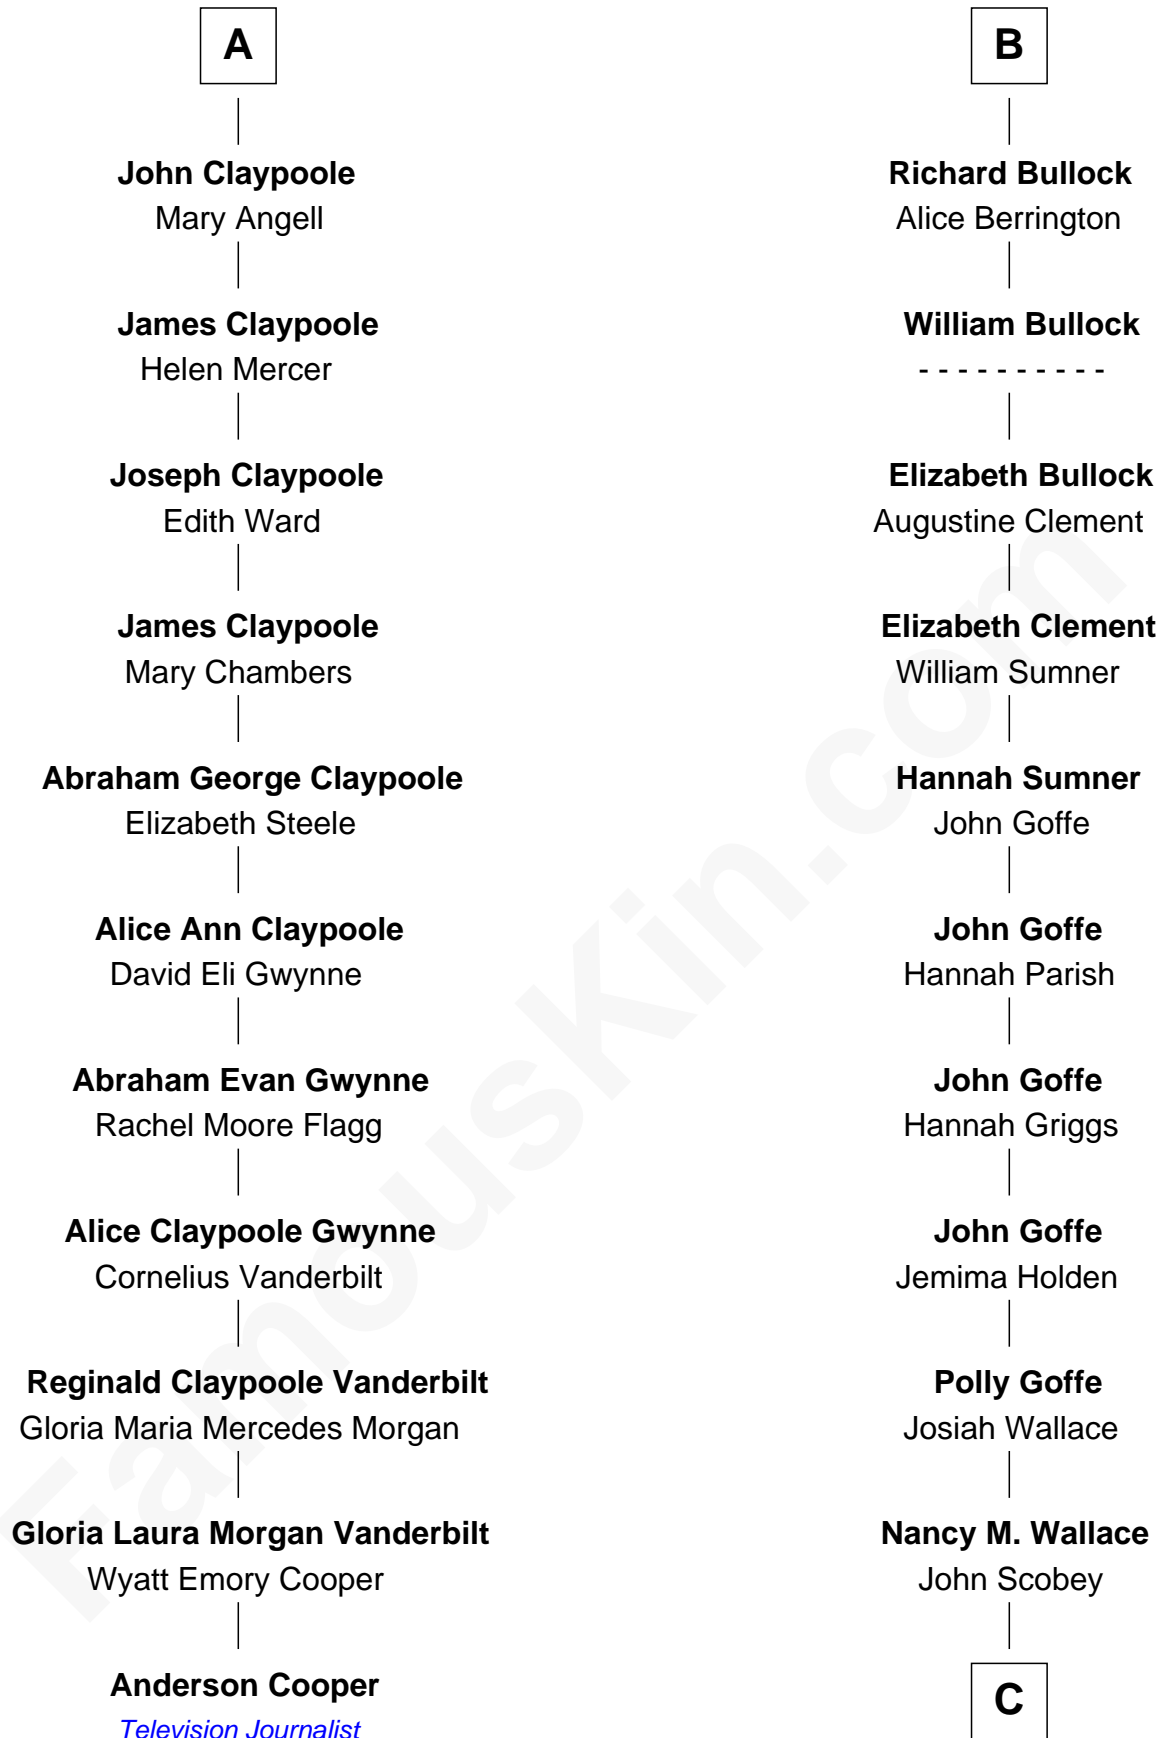 A
John Claypoole
Mary Angell
James Claypoole
Helen Mercer
Joseph Claypoole
Edith Ward
James Claypoole
Mary Chambers
Abraham George Claypoole
Elizabeth Steele
Alice Ann Claypoole
David Eli Gwynne
Abraham Evan Gwynne
Rachel Moore Flagg
Alice Claypoole Gwynne
Cornelius Vanderbilt
Reginald Claypoole Vanderbilt
Gloria Maria Mercedes Morgan
Gloria Laura Morgan Vanderbilt
Wyatt Emory Cooper
Anderson Cooper
Television Journalist
B
Richard Bullock
Alice Berrington
William Bullock
- - - - - - - - - -
Elizabeth Bullock
Augustine Clement
Elizabeth Clement
William Sumner
Hannah Sumner
John Goffe
John Goffe
Hannah Parish
John Goffe
Hannah Griggs
John Goffe
Jemima Holden
Polly Goffe
Josiah Wallace
Nancy M. Wallace
John Scobey
C
FamousKin.com